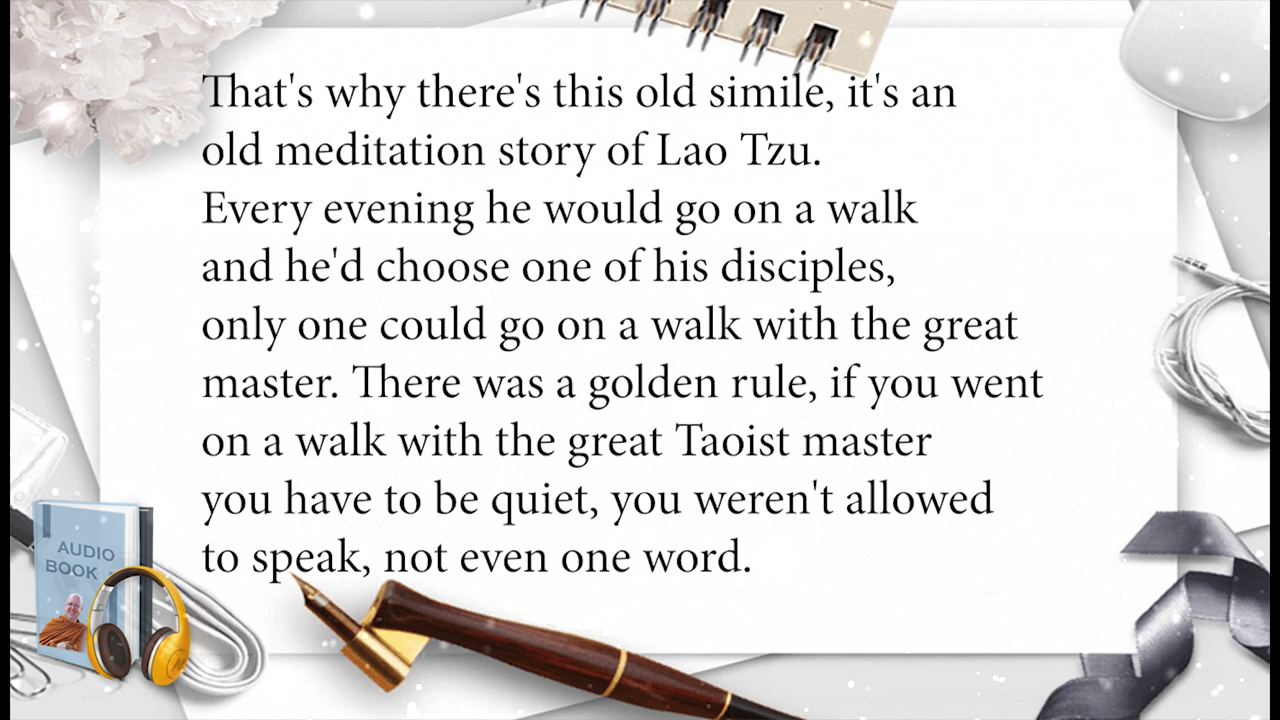 That's why there's this old simile, it's an
old meditation story of Lao Tzu.
Every evening he would go on a walk
and he'd choose one of his disciples,
only one could go on a walk with the great
master. There was a golden rule, if you went
on a walk with the great Taoist master
you have to be quiet, you weren't allowed
to speak, not even one word.
AUDIO
BOOK